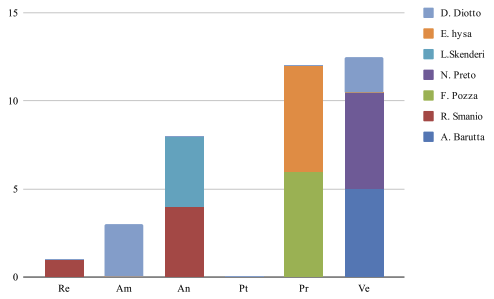 15
10
5
0
Re Am An Pt Pr Ve
D. Diotto
E. hysa
L.Skenderi
N. Preto
F. Pozza
R. Smanio
A. Barutta